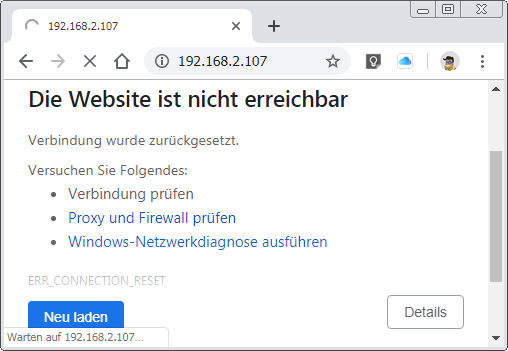 192.168.2.107
192.168.2.107
Die Website ist nicht erreichbar
Verbindung wurde zurückgesetzt.
Versuchen Sie Folgendes:
Verbindung prüfen
Proxy und Firewall prüfen
Windows-Netzwerkdiagnose ausführen
ERR_CONNECTION_RESET
Neu laden
Details
Warten auf 192.168.2.107...